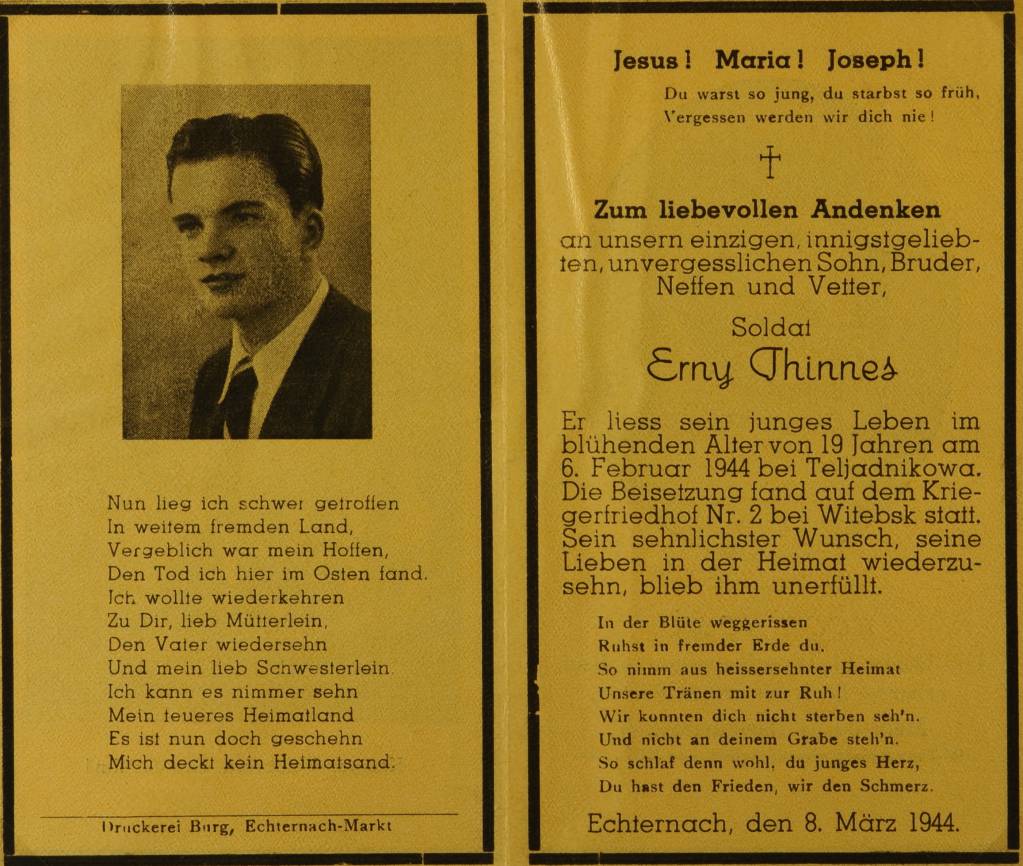 Nun lieg ich schwer getroffen
In weitem fremden Land,
Vergeblich war mein Hoffen,
Den Tod ich hier im Osten fand.
Ich wollte wiederkehren
Zu Dir, lieb Mütterlein,
Den Vater wiedersehn
Und mein lieb Schwesterlein.
Ich kann es nimmer sehn
Mein teueres Heimatland
Es ist nun doch geschehn
Mich deckt kein Heimatsand.
Druckerei Burg, Echternach-Markt
Jesus! Maria! Joseph!
Du warst so jung, du starbst so früh,
Vergessen werden wir dich nie!
Zum liebevollen Andenken
an unsern einzigen, innigstgelieb-
ten, unvergesslichen Sohn, Bruder,
Neffen und Vetter,
Soldat
Erny Thinnes
Er liess sein junges Leben im
blühenden Alter von 19 Jahren am
6. Februar 1944 bei Teljadnikowa.
Die Beisetzung fand auf dem Krie-
gerfriedhof Nr. 2 bei Witebsk statt.
Sein sehnlichster Wunsch, seine
Lieben in der Heimat wiederzu-
sehn, blieb ihm unerfüllt.
In der Blüte weggerissen
Ruhst in fremder Erde du,
So nimm aus heissersehnter Heimat
Unsere Tränen mit zur Ruh!
Wir konnten dich nicht sterben seh'n.
Und nicht an deinem Grabe steh'n.
So schlaf denn wohl, du junges Herz,
Du hast den Frieden, wir den Schmerz.
Echternach, den 8. März 1944.